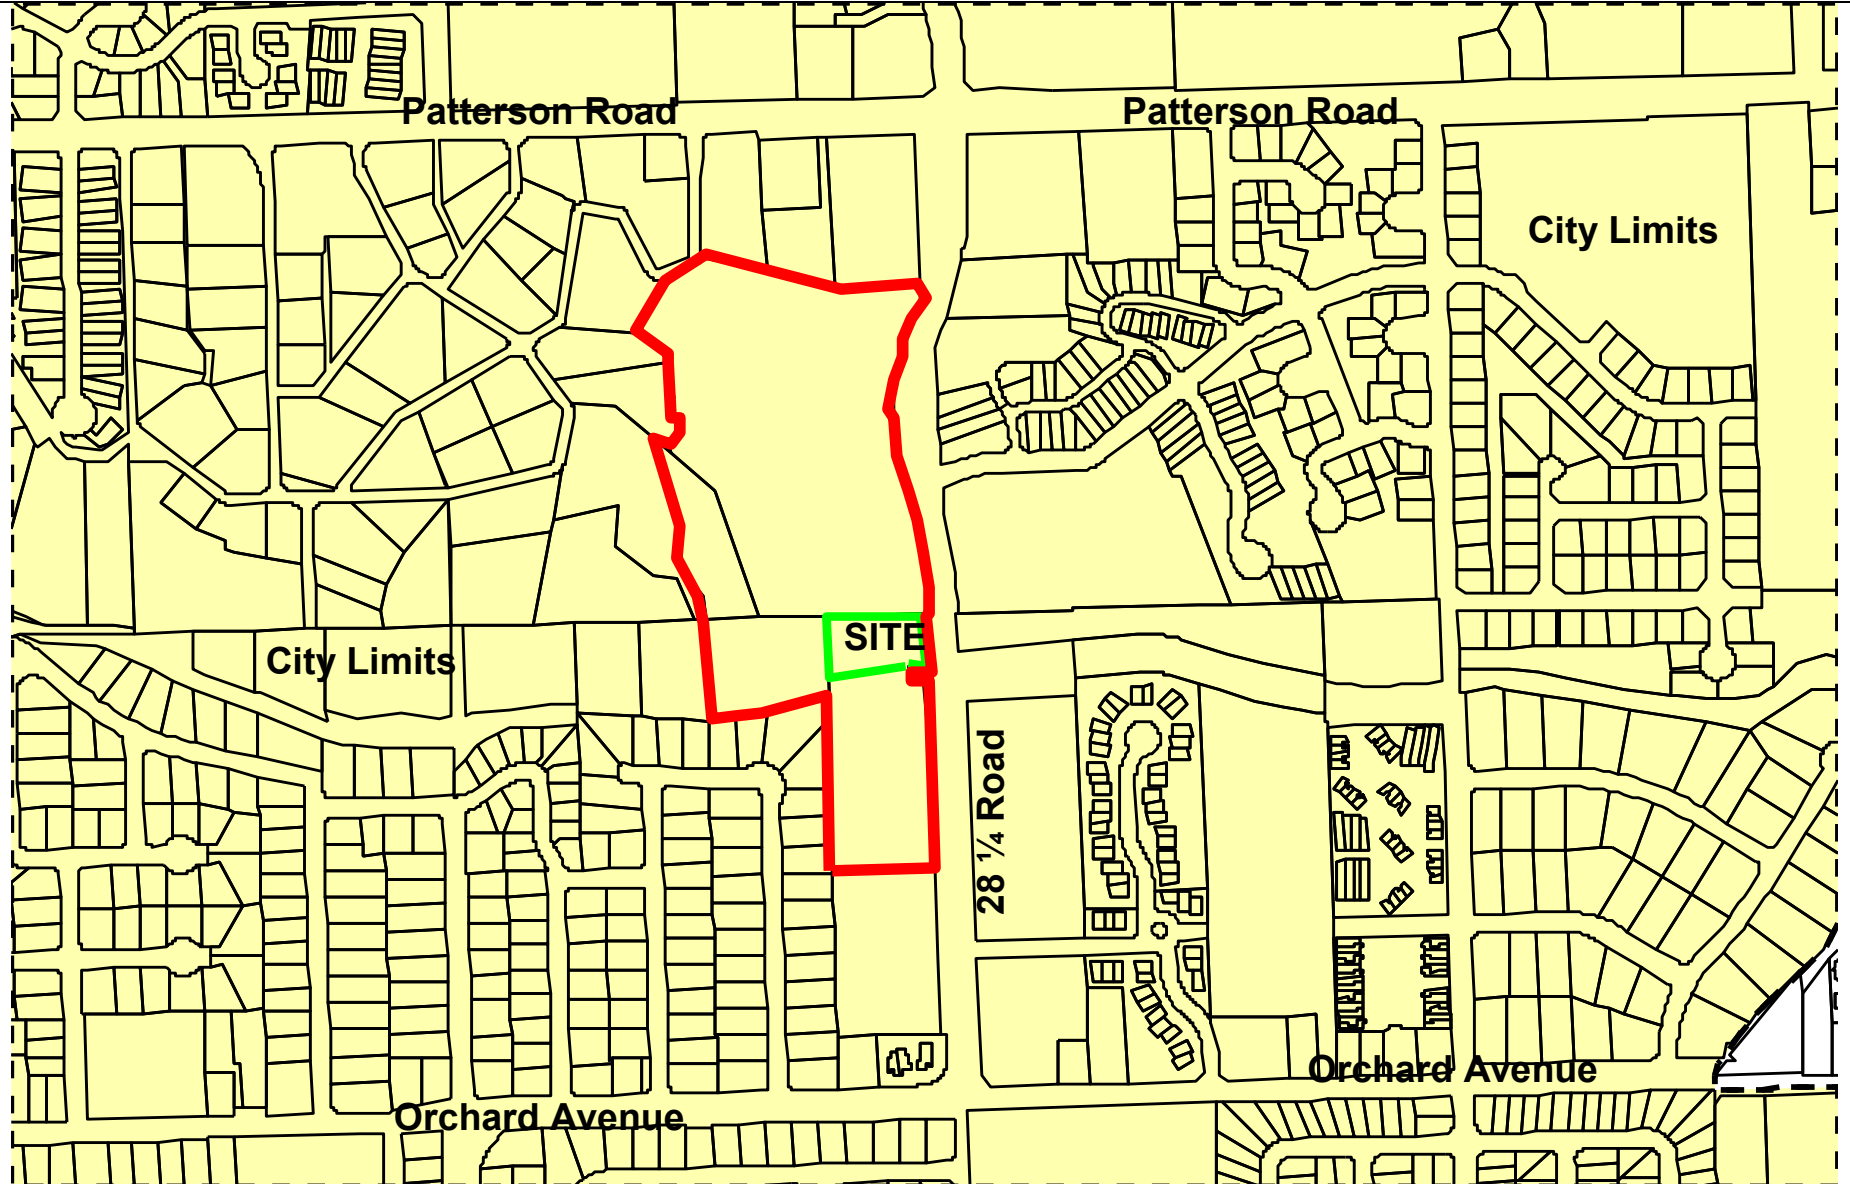 Patterson Road
Patterson Road
City Limits
SITE
City Limits
28 ¼ Road
Orchard Avenue
Orchard Avenue